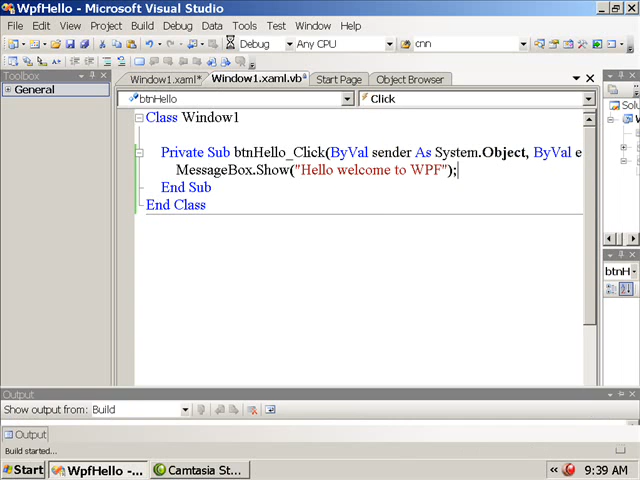 WpfHello - Microsoft Visual Studio
File Edit View Project Build Debug Data Tools Test Window Help
Debug Any CPU cnn
Toolbox Window1.xaml* Window1.xaml.vb* Start Page Object Browser
General btnHello Click Solu
Class Window1
Private Sub btnHello_Click(ByVal sender As System.Object, ByVal e
MessageBox.Show("Hello welcome to WPF");
End Sub
End Class
btnH
Output
Show output from: Build
Output
Build started...
Start WpfHello -... Camtasia St... « 9:39 AM